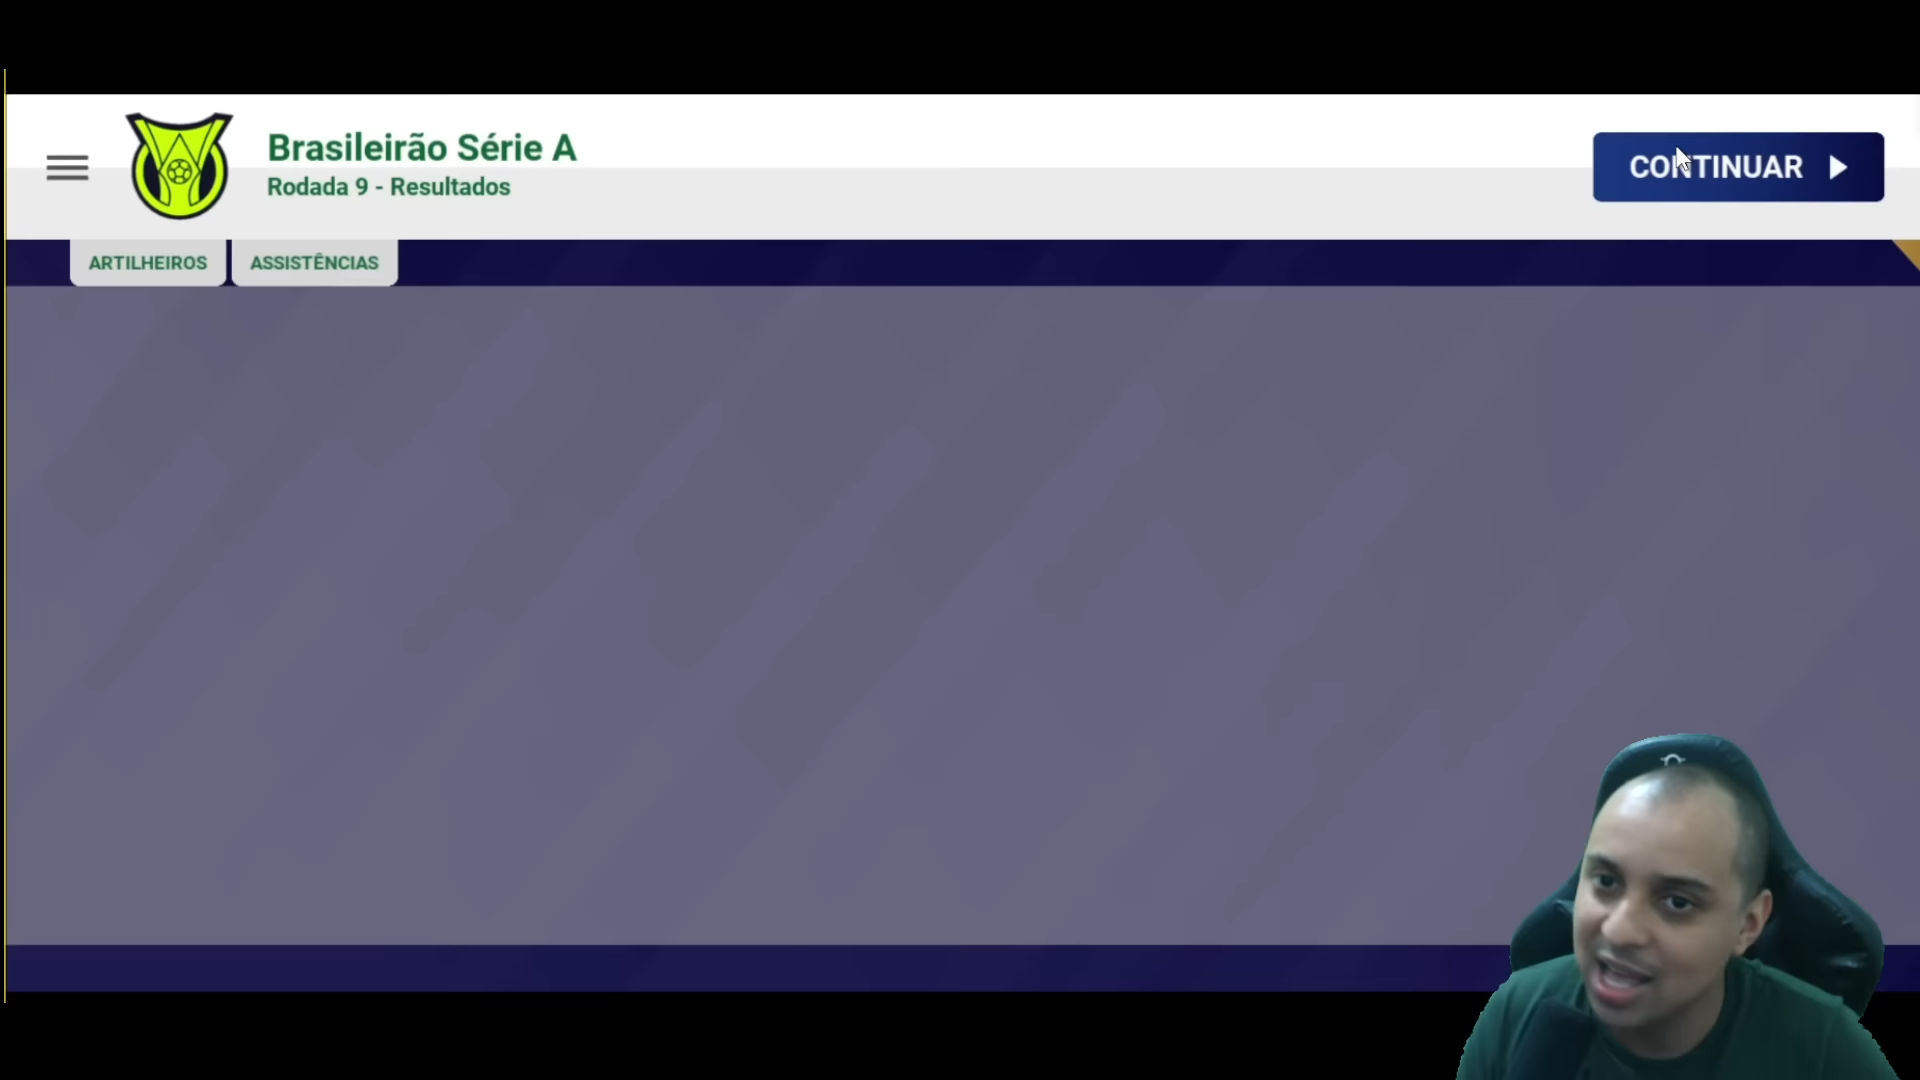 Brasileirão Série A
Rodada 9 - Resultados
CONTINUAR
ARTILHEIROS
ASSISTÊNCIAS